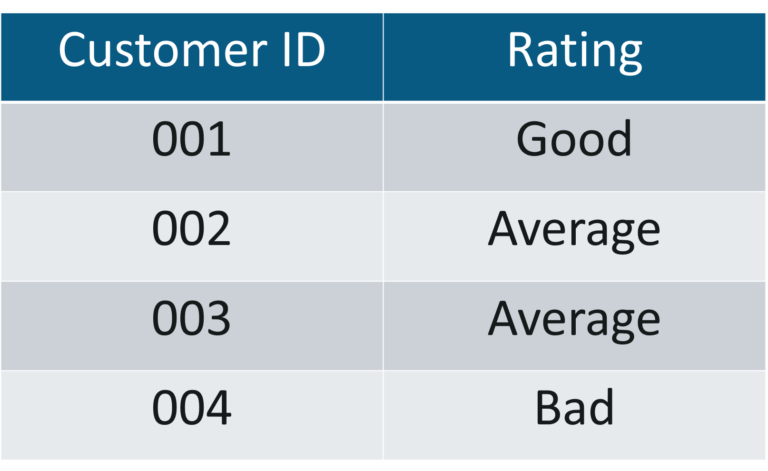 Customer ID Rating
001 Good
002 Average
003 Average
004 Bad